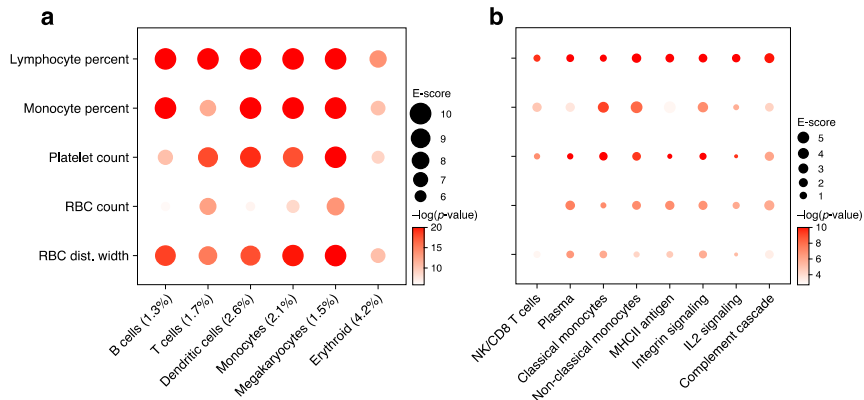 a
Lymphocyte percent
Monocyte percent
Platelet count
RBC count
RBC dist. width
B cells (1.3%)
T cells (1.7%)
Dendritic cells (2.6%)
Monocytes (2.1%)
Megakaryocytes (1.5%)
Erythroid (4.2%)
E-score
10
9
8
7
6
−log(p-value)
20
15
10
b
NK/CD8 T cells
Plasma
Classical monocytes
Non-classical monocytes
MHCII antigen
Integrin signaling
IL2 signaling
Complement cascade
E-score
5
4
3
2
1
−log(p-value)
10
8
6
4